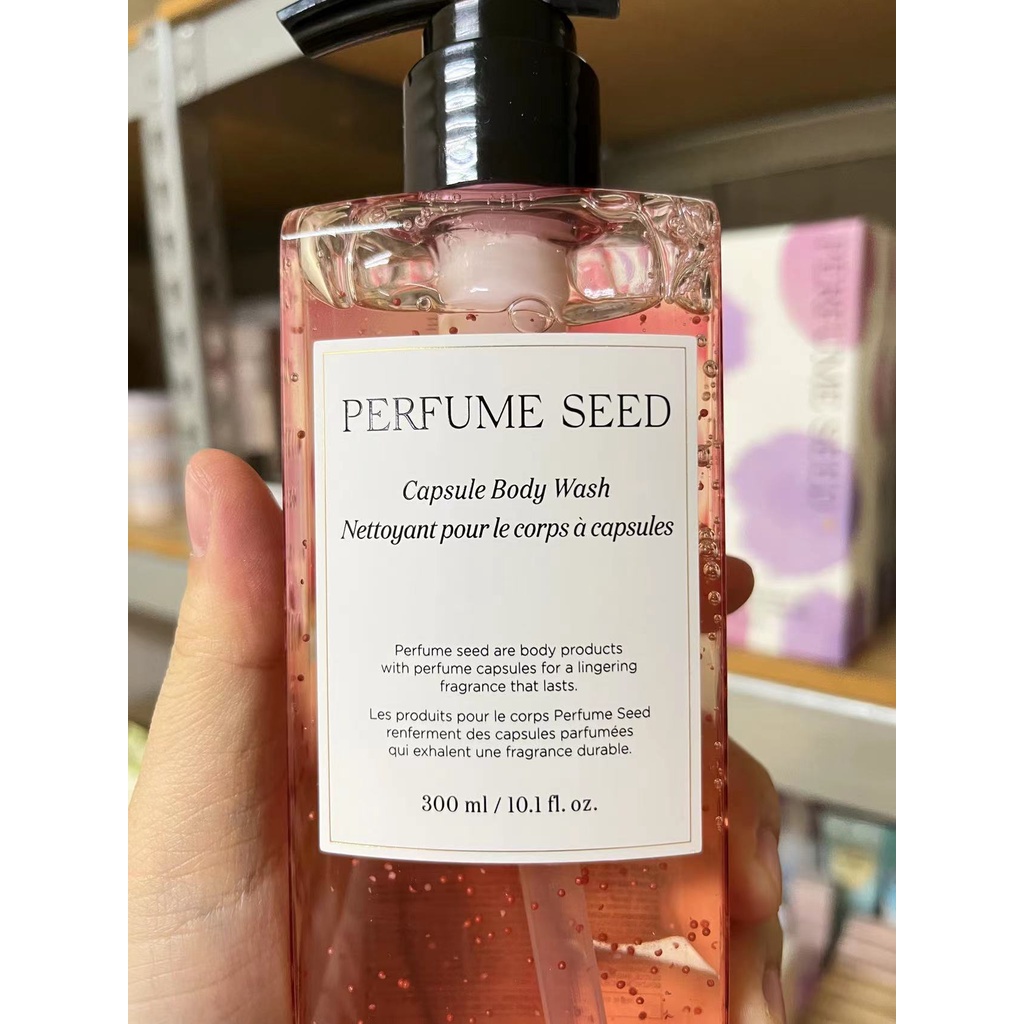 PERFUME SEED
Capsule Body Wash
Nettoyant pour le corps à capsules
Perfume seed are body products
with perfume capsules for a lingering
fragrance that lasts.
Les produits pour le corps Perfume Seed
renferment des capsules parfumées
qui exhalent une fragrance durable.
300 ml / 10.1 fl. oz.
PERFUME SEED